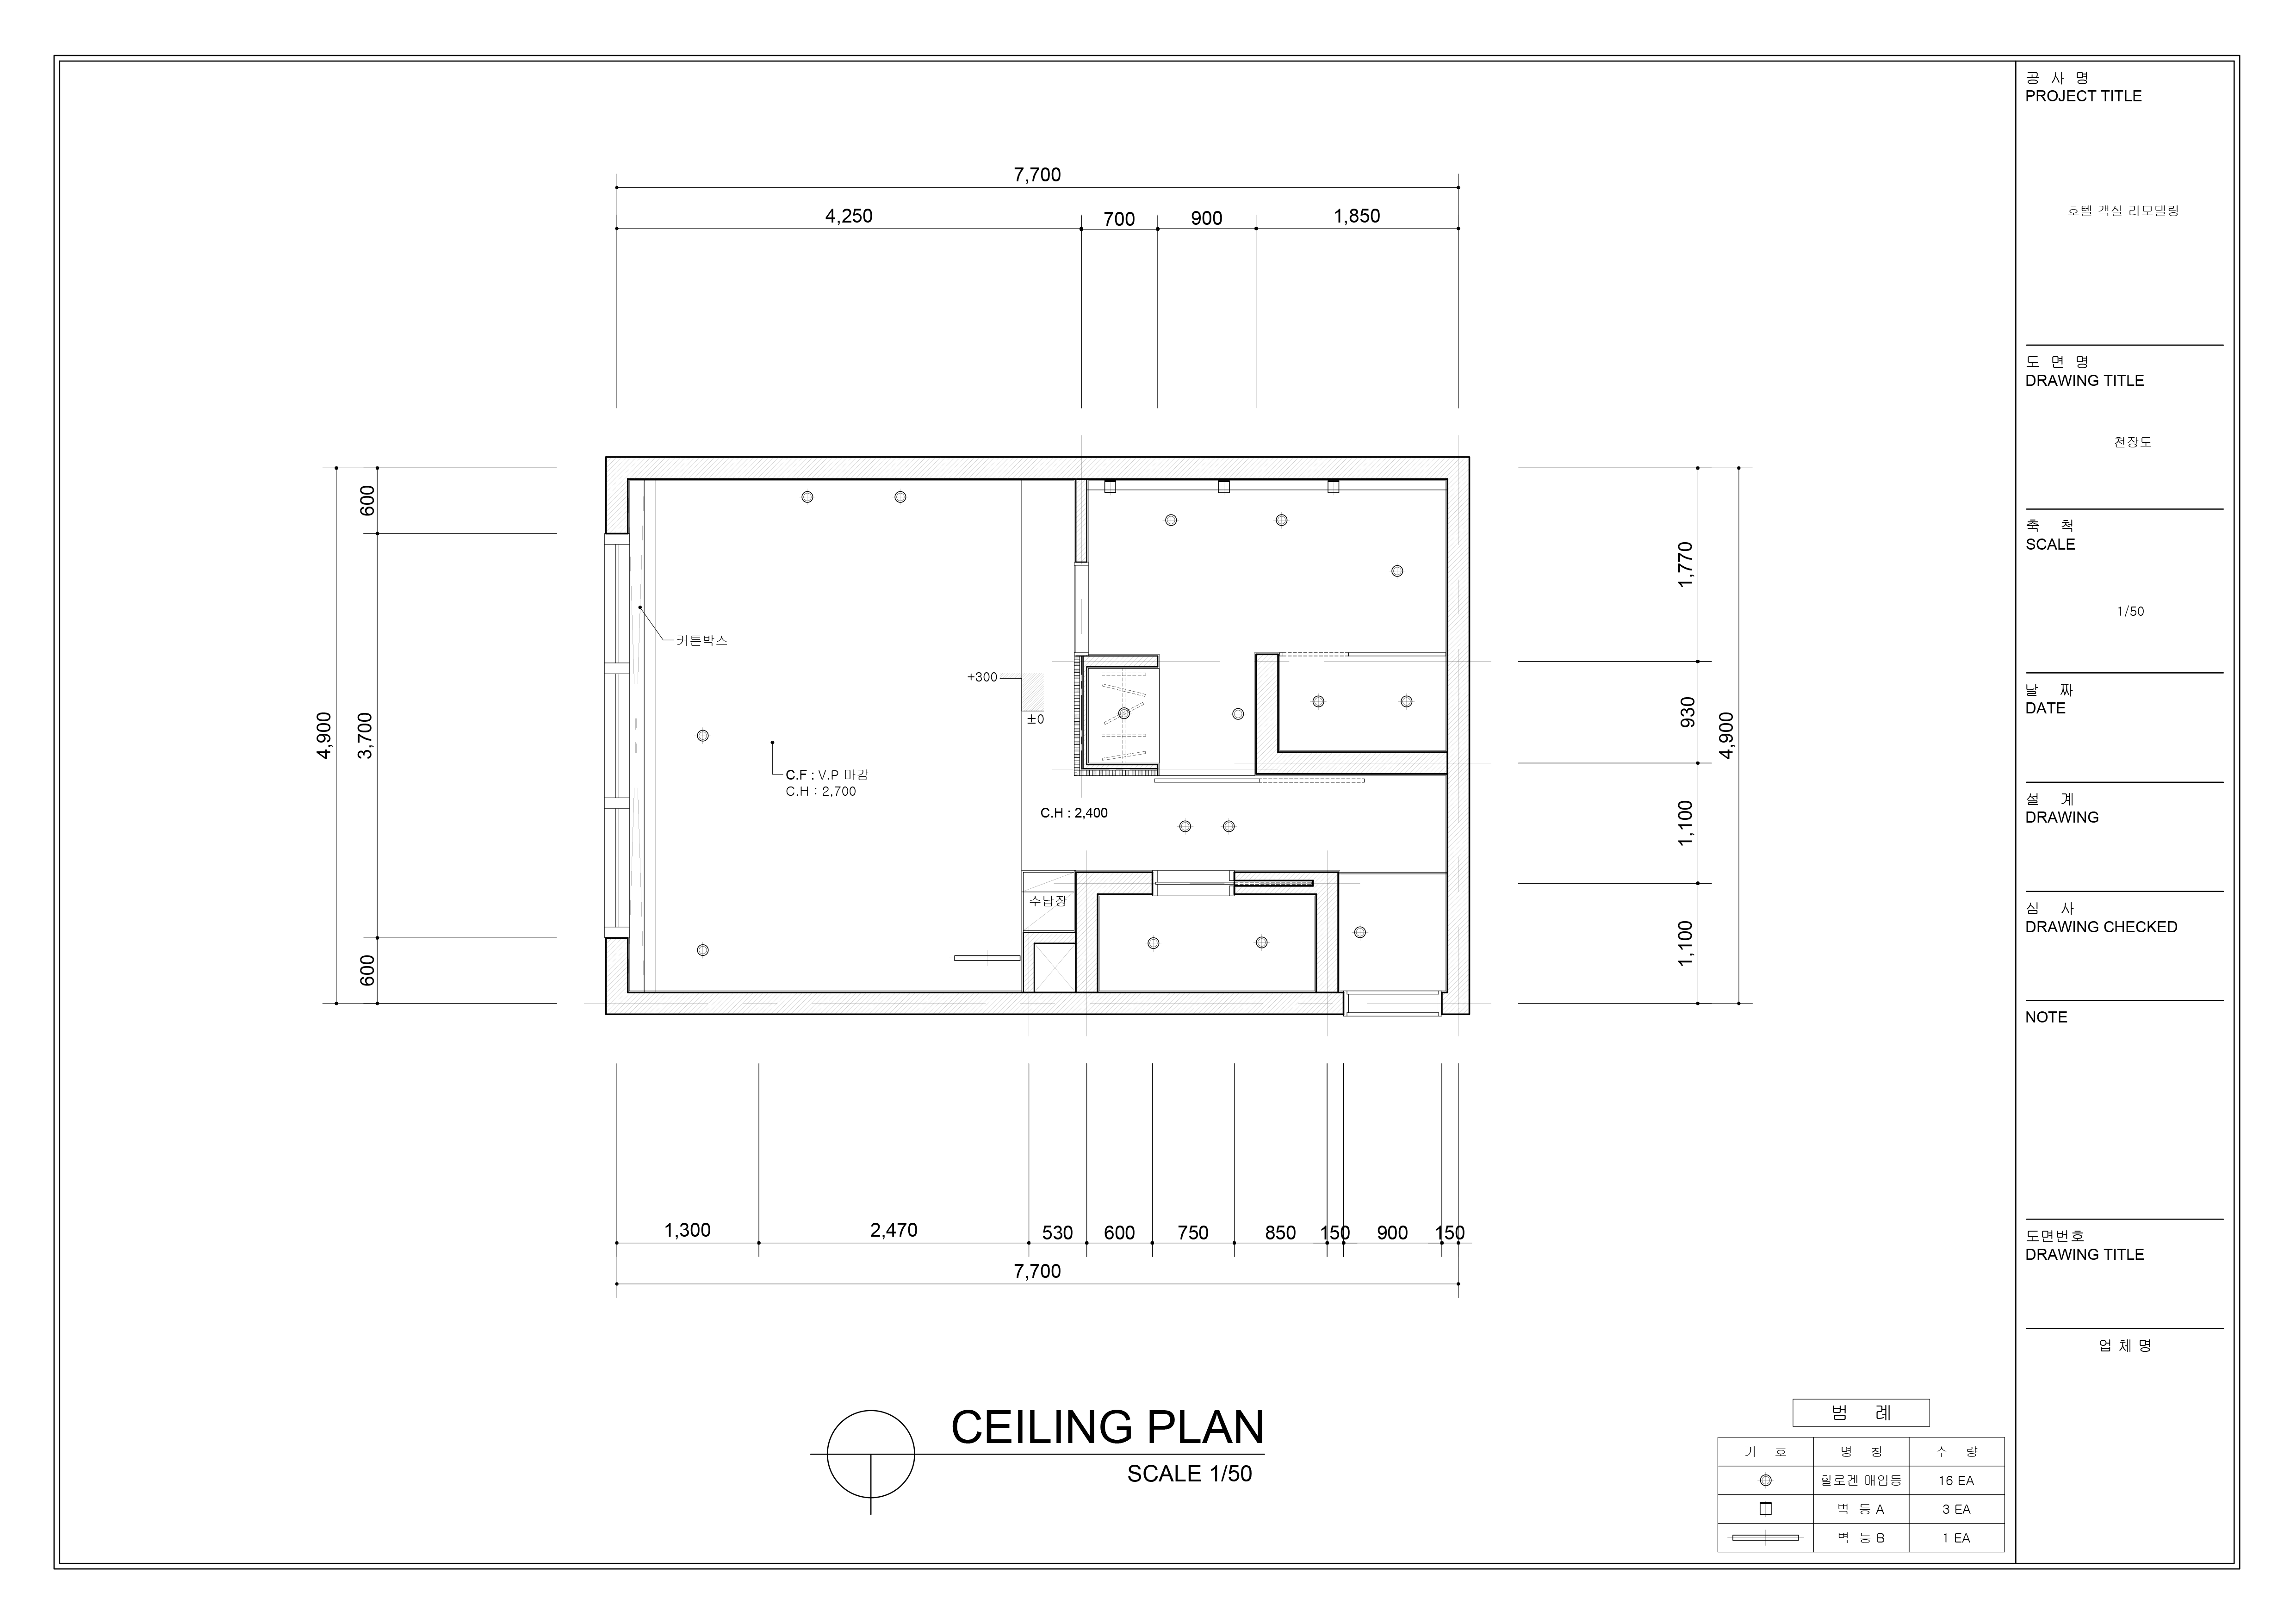 7,700
4,250
700
900
1,850
600
3,700
600
4,900
1,770
930
1,100
1,100
4,900
커튼박스
+300
±0
C.F : V.P 마감
C.H : 2,700
C.H : 2,400
수납장
1,300
2,470
530
600
750
850
150
900
150
7,700
CEILING PLAN
SCALE 1/50
범 례
기 호 명 칭 수 량
할로겐 매입등 16 EA
벽 등 A 3 EA
벽 등 B 1 EA
공 사 명
PROJECT TITLE
호텔 객실 리모델링
도 면 명
DRAWING TITLE
천장도
축 척
SCALE
1/50
날 짜
DATE
설 계
DRAWING
심 사
DRAWING CHECKED
NOTE
도면번호
DRAWING TITLE
업 체 명